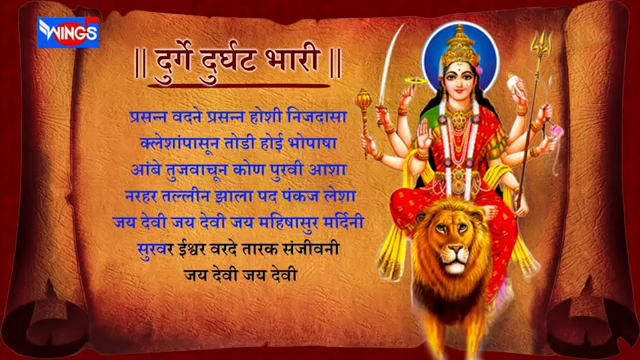 WINGS
|| दुर्गे दुर्घट भारी ||
प्रसन्न वदने प्रसन्न होशी निजदासा
क्लेशांपासून तोडी होई भोपाषा
आंबे तुजवाचून कोण पुरवी आशा
नरहर तल्लीन झाला पद पंकज लेशा
जय देवी जय देवी जय महिषासुर मर्दिनी
सुरवर ईश्वर वरदे तारक संजीवनी
जय देवी जय देवी